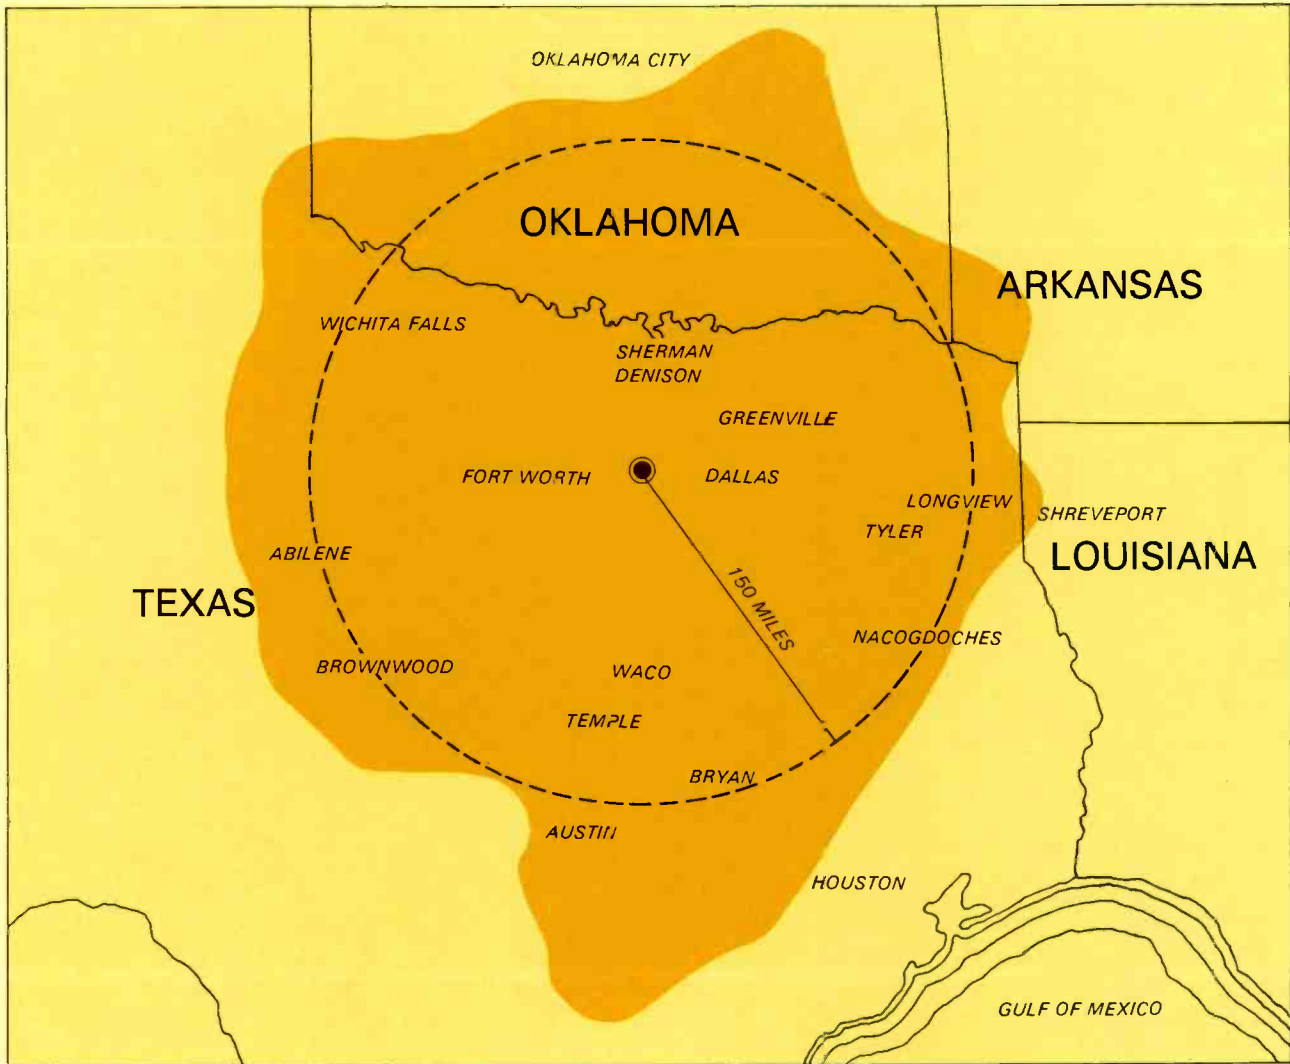 OKLAHOMA CITY
OKLAHOMA
ARKANSAS
WICHITA FALLS
SHERMAN
DENISON
GREENVILLE
FORT WORTH
DALLAS
LONGVIEW
SHREVEPORT
TYLER
ABILENE
LOUISIANA
TEXAS
150 MILES
NACOGDOCHES
BROWNWOOD
WACO
TEMPLE
BRYAN
AUSTIN
HOUSTON
GULF OF MEXICO